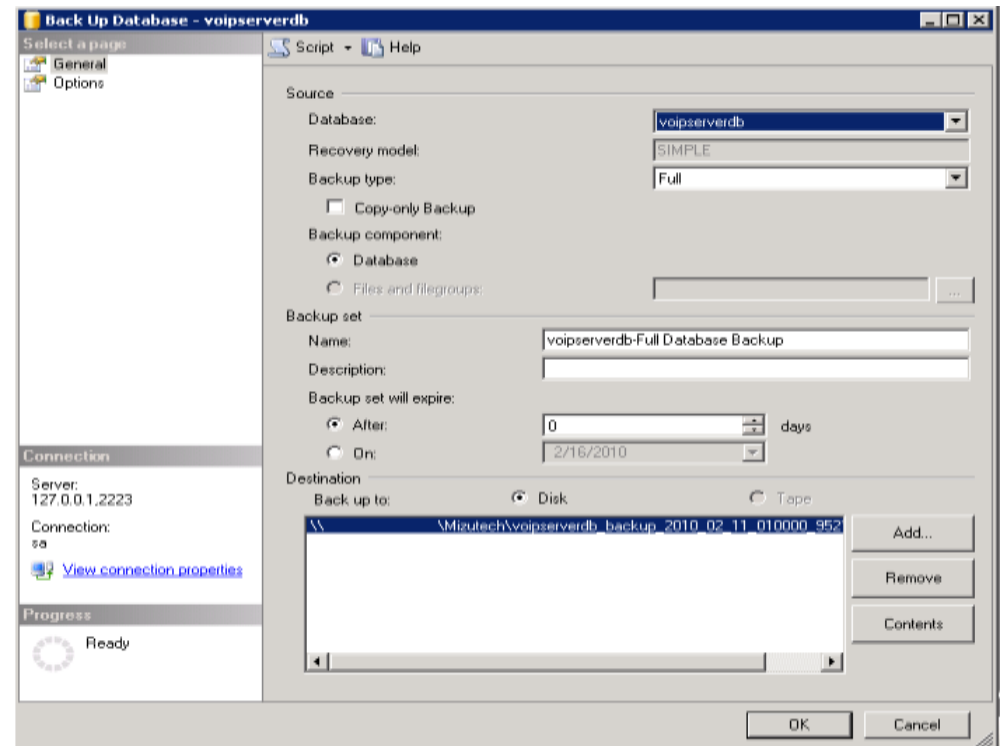 Back Up Database - voipserverdb
Select a page
General
Options
Script Help
Source
Database: voipserverdb
Recovery model: SIMPLE
Backup type: Full
Copy-only Backup
Backup component:
Database
Files and filegroups: ...
Backup set
Name: voipserverdb-Full Database Backup
Description:
Backup set will expire:
After: 0 days
On: 2/16/2010
Destination
Back up to: Disk Tape
\\ \Mizutech\voipserverdb_backup_2010_02_11_010000_952
Add...
Remove
Contents
Connection
Server:
127.0.0.1,2223
Connection:
sa
View connection properties
Progress
Ready
OK Cancel